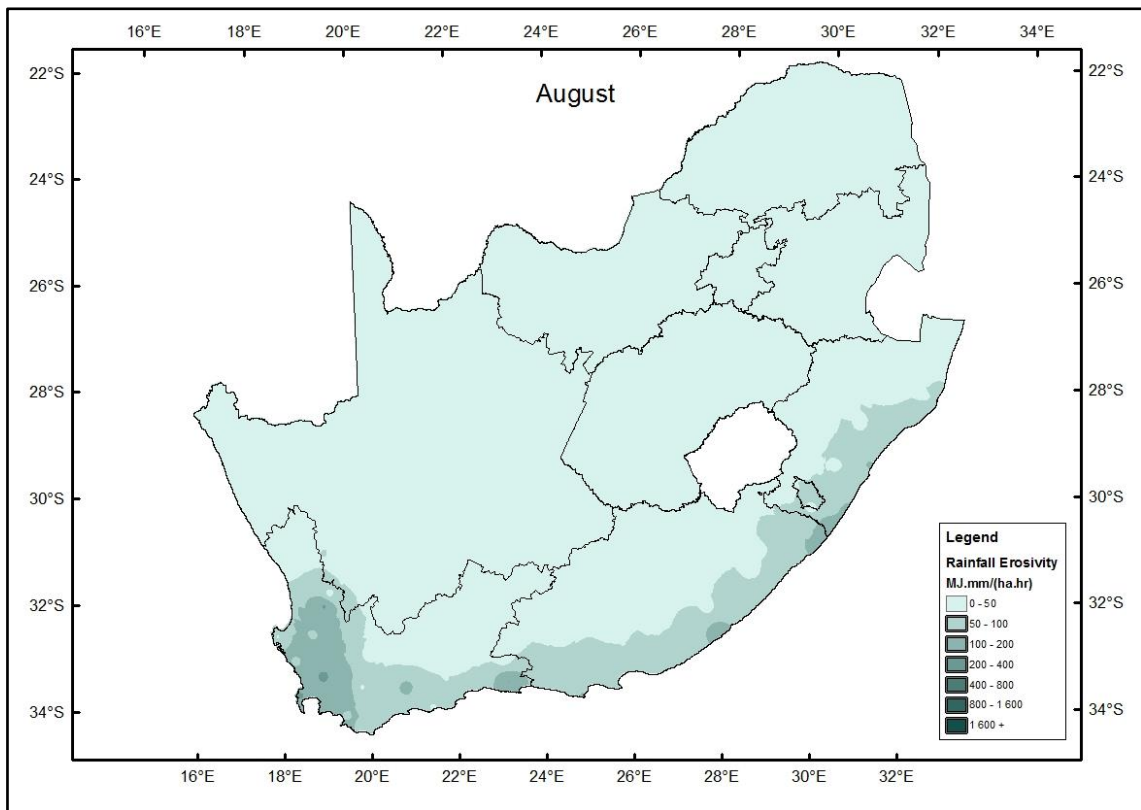 16°E 18°E 20°E 22°E 24°E 26°E 28°E 30°E 32°E 34°E
August
22°S 22°S
24°S 24°S
26°S 26°S
28°S 28°S
30°S 30°S
32°S 32°S
34°S 34°S
Legend
Rainfall Erosivity
MJ.mm/(ha.hr)
0 - 50
50 - 100
100 - 200
200 - 400
400 - 800
800 - 1 600
1 600 +
16°E 18°E 20°E 22°E 24°E 26°E 28°E 30°E 32°E